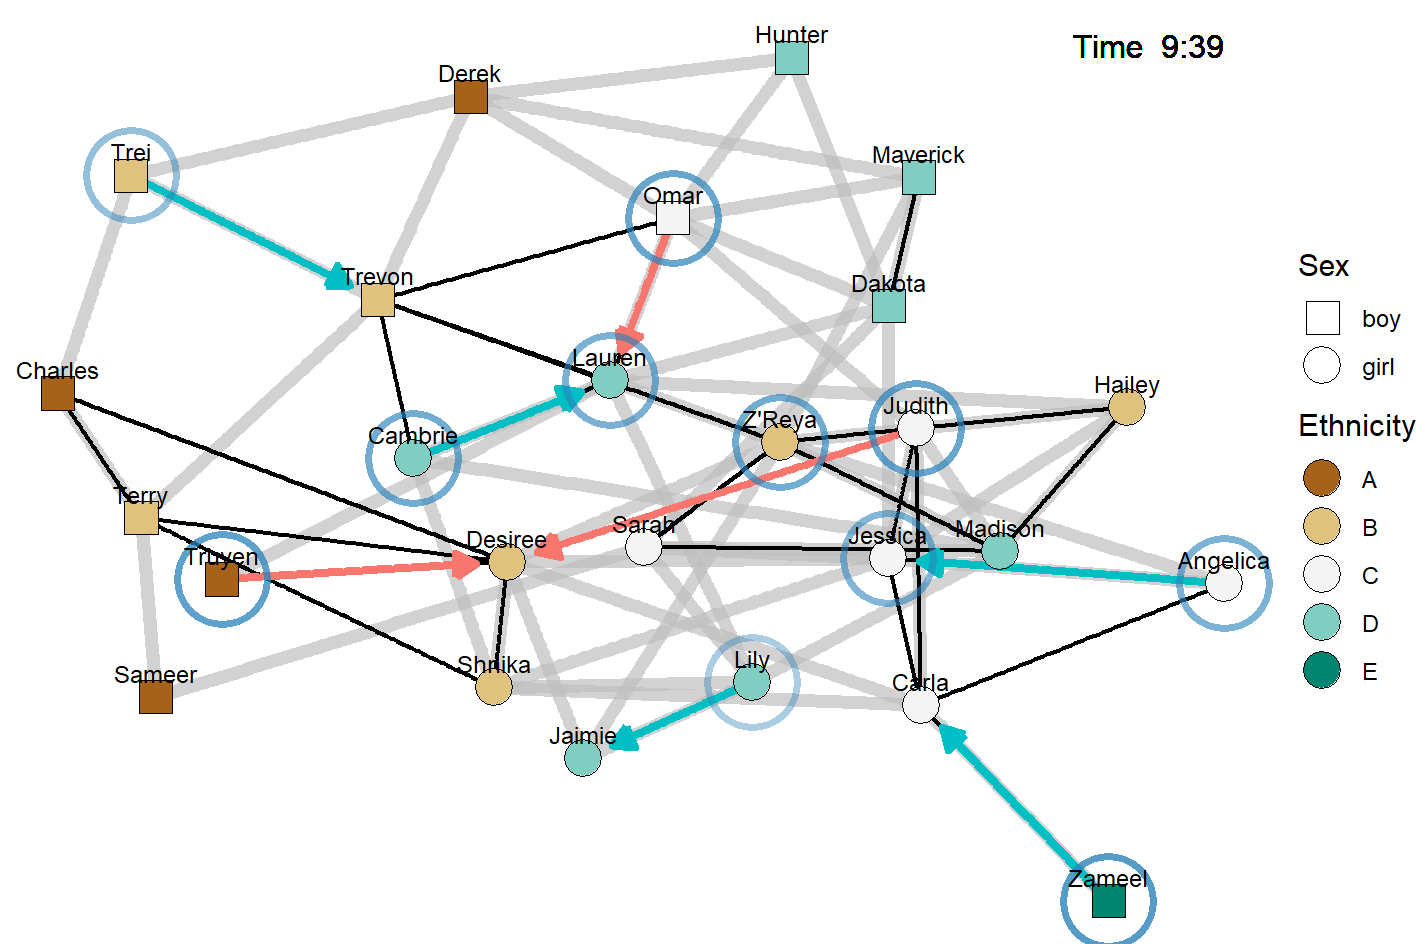 Hunter
Time 9:39
Derek
Trei
Maverick
Omar
Trevon
Dakota
Sex
boy
girl
Charles
Lauren
Hailey
Judith
Z'Reya
Cambrie
Ethnicity
A
B
C
D
E
Terry
Truyen
Desiree
Sarah
Jessica
Madison
Angelica
Sameer
Lily
Carla
Jaimie
Zameel